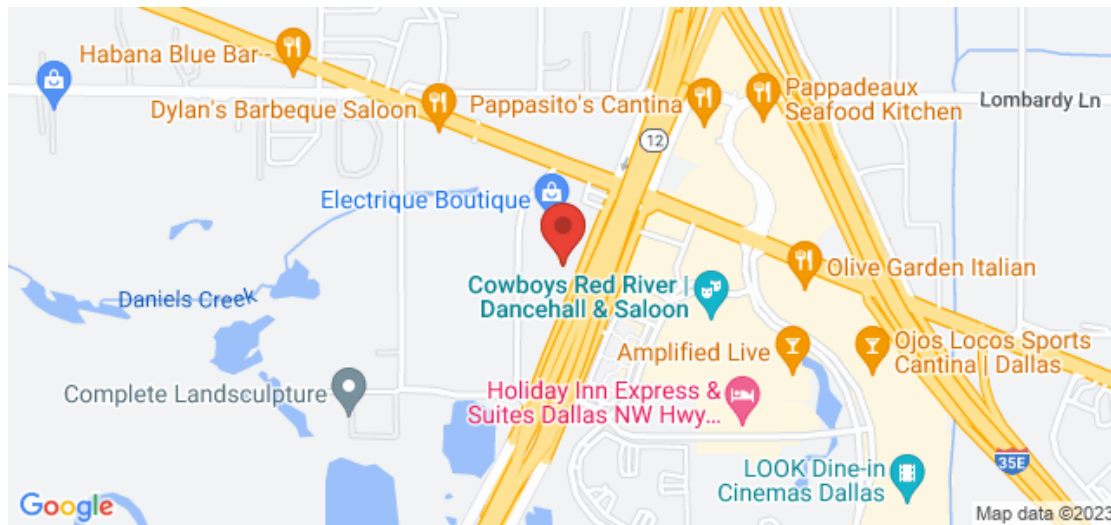 Habana Blue Bar--
Dylan's Barbeque Saloon
Pappasito's Cantina
Pappadeaux
Seafood Kitchen
Lombardy Ln
12
Electrique Boutique
Daniels Creek
Cowboys Red River |
Dancehall & Saloon
Olive Garden Italian
Amplified Live
Ojos Locos Sports
Cantina | Dallas
Complete Landsculpture
Holiday Inn Express &
Suites Dallas NW Hwy...
LOOK Dine-in
Cinemas Dallas
35E
Google
Map data ©2023